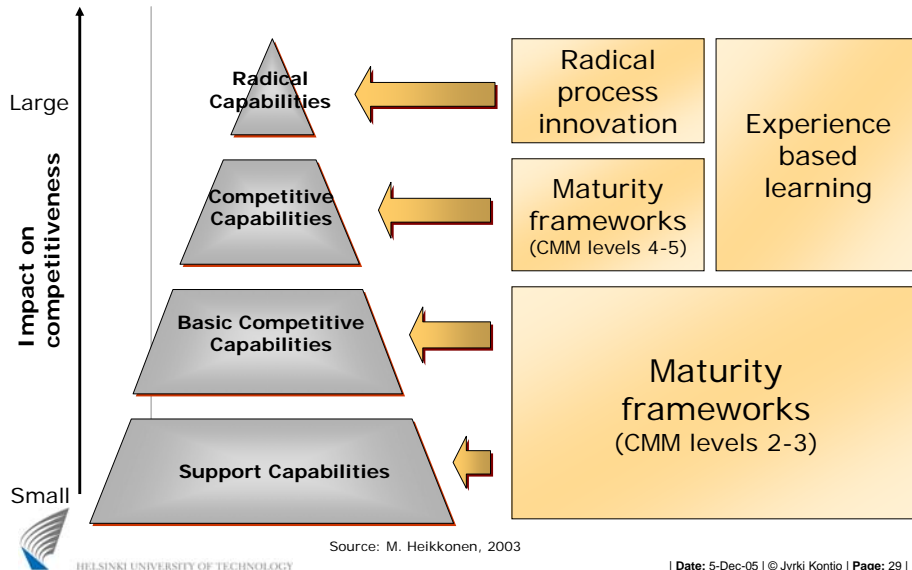 Large
Impact on
competitiveness
Small
Radical
Capabilities
Competitive
Capabilities
Basic Competitive
Capabilities
Support Capabilities
Radical
process
innovation
Experience
based
learning
Maturity
frameworks
(CMM levels 4-5)
Maturity
frameworks
(CMM levels 2-3)
Source: M. Heikkonen, 2003
HELSINKI UNIVERSITY OF TECHNOLOGY
| Date: 5-Dec-05 | © Jyrki Kontio | Page: 29 |